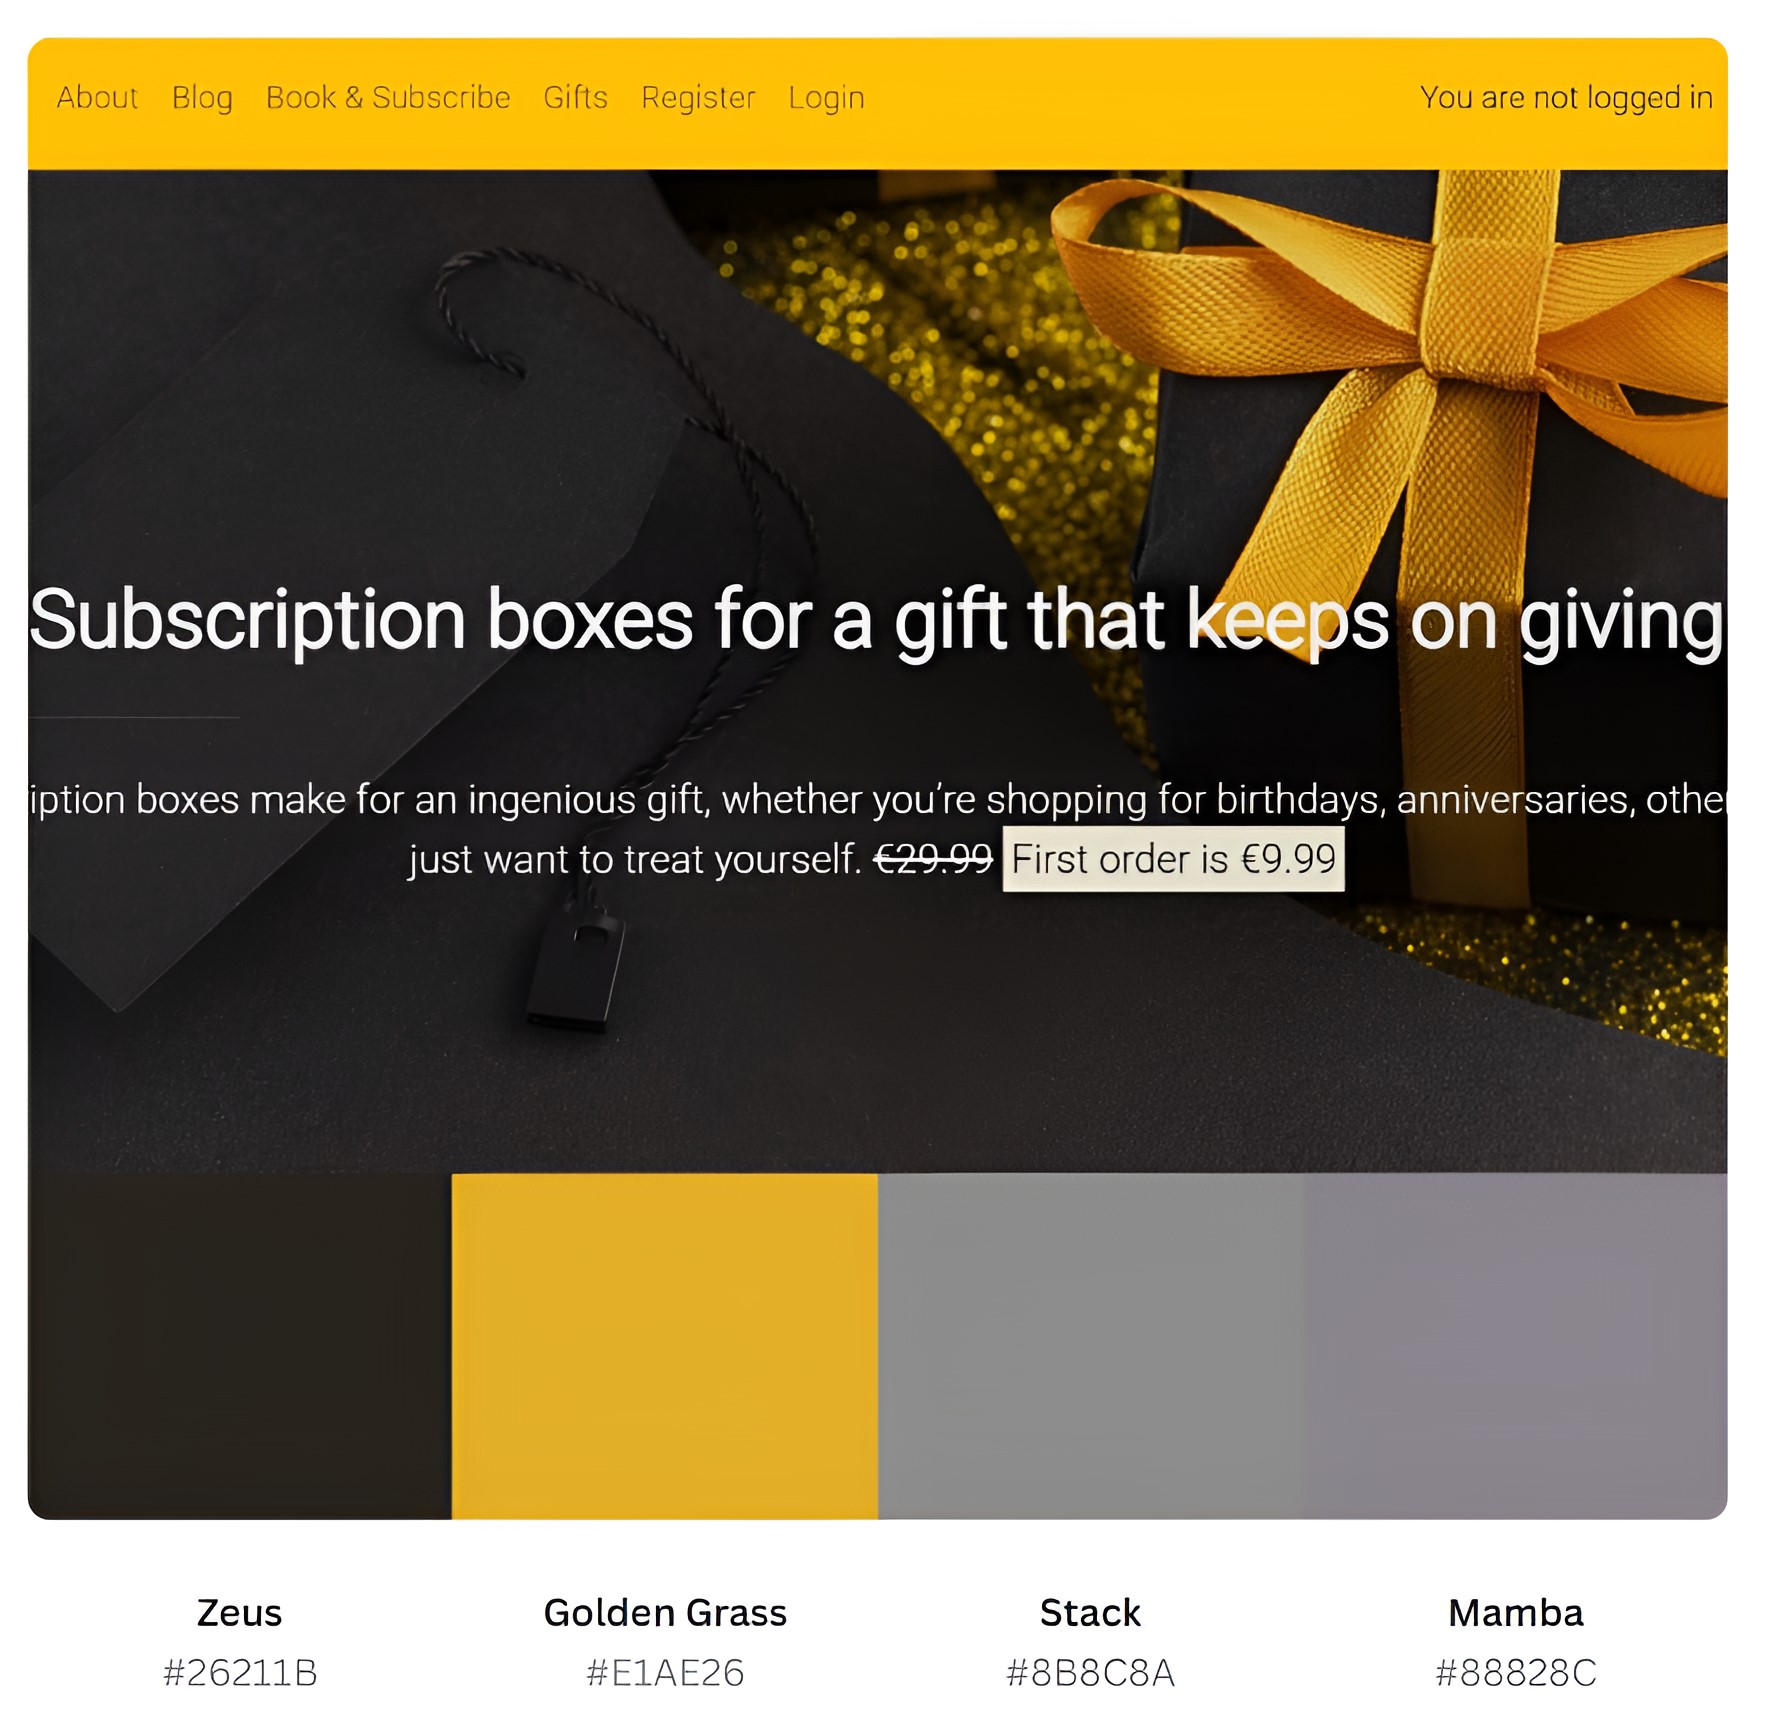 About Blog Book & Subscribe Gifts Register Login You are not logged in
Subscription boxes for a gift that keeps on giving
iption boxes make for an ingenious gift, whether you're shopping for birthdays, anniversaries, other
just want to treat yourself. €29.99 First order is €9.99
Zeus Golden Grass Stack Mamba
#26211B #E1AE26 #8B8C8A #88828C